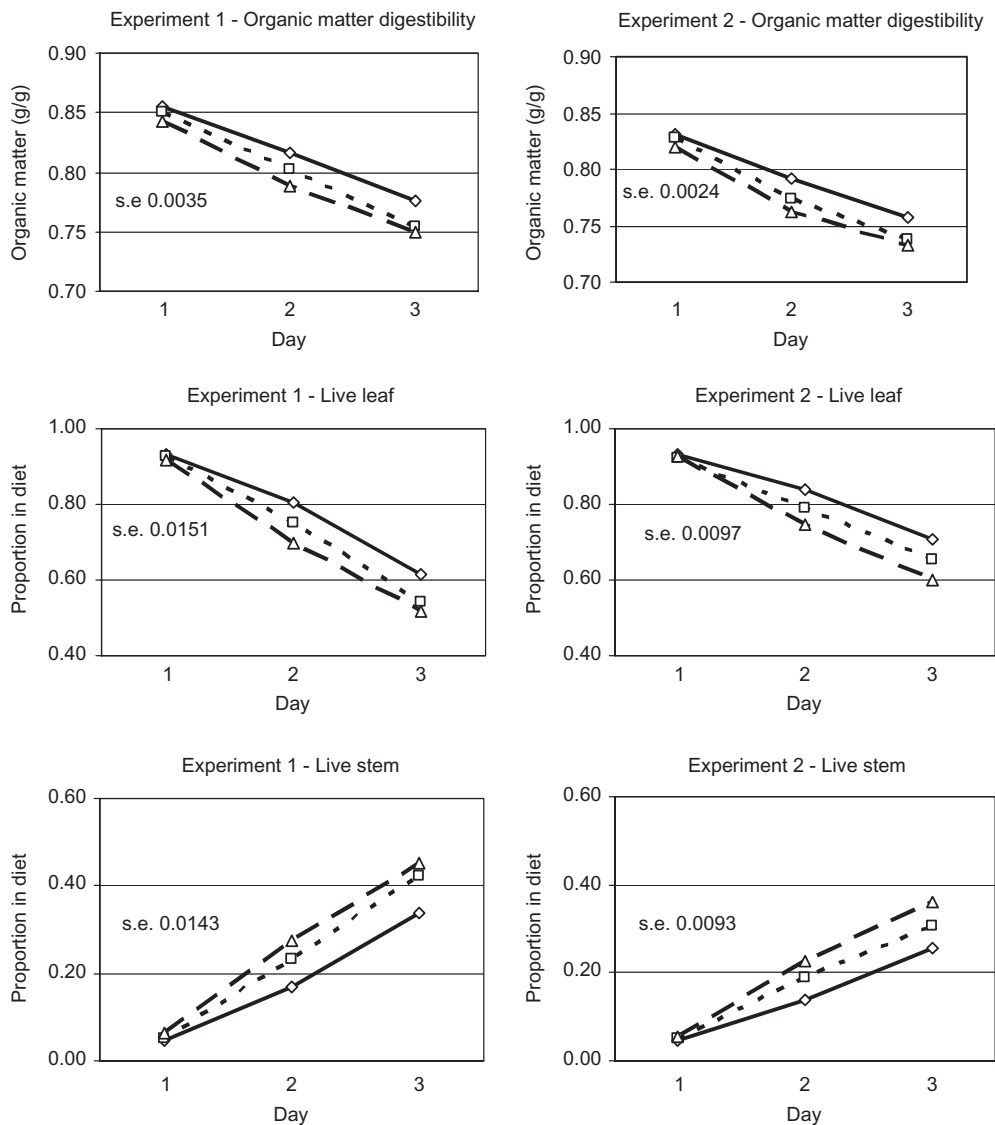 Experiment 1 - Organic matter digestibility
Organic matter (g/g)
0.90
0.85
0.80
0.75
0.70
s.e 0.0035
1 2 3
Day
Experiment 2 - Organic matter digestibility
Organic matter (g/g)
0.90
0.85
0.80
0.75
0.70
s.e. 0.0024
1 2 3
Day
Experiment 1 - Live leaf
Proportion in diet
1.00
0.80
0.60
0.40
s.e. 0.0151
1 2 3
Day
Experiment 2 - Live leaf
Proportion in diet
1.00
0.80
0.60
0.40
s.e. 0.0097
1 2 3
Day
Experiment 1 - Live stem
Proportion in diet
0.60
0.40
0.20
0.00
s.e. 0.0143
1 2 3
Day
Experiment 2 - Live stem
Proportion in diet
0.60
0.40
0.20
0.00
s.e. 0.0093
1 2 3
Day